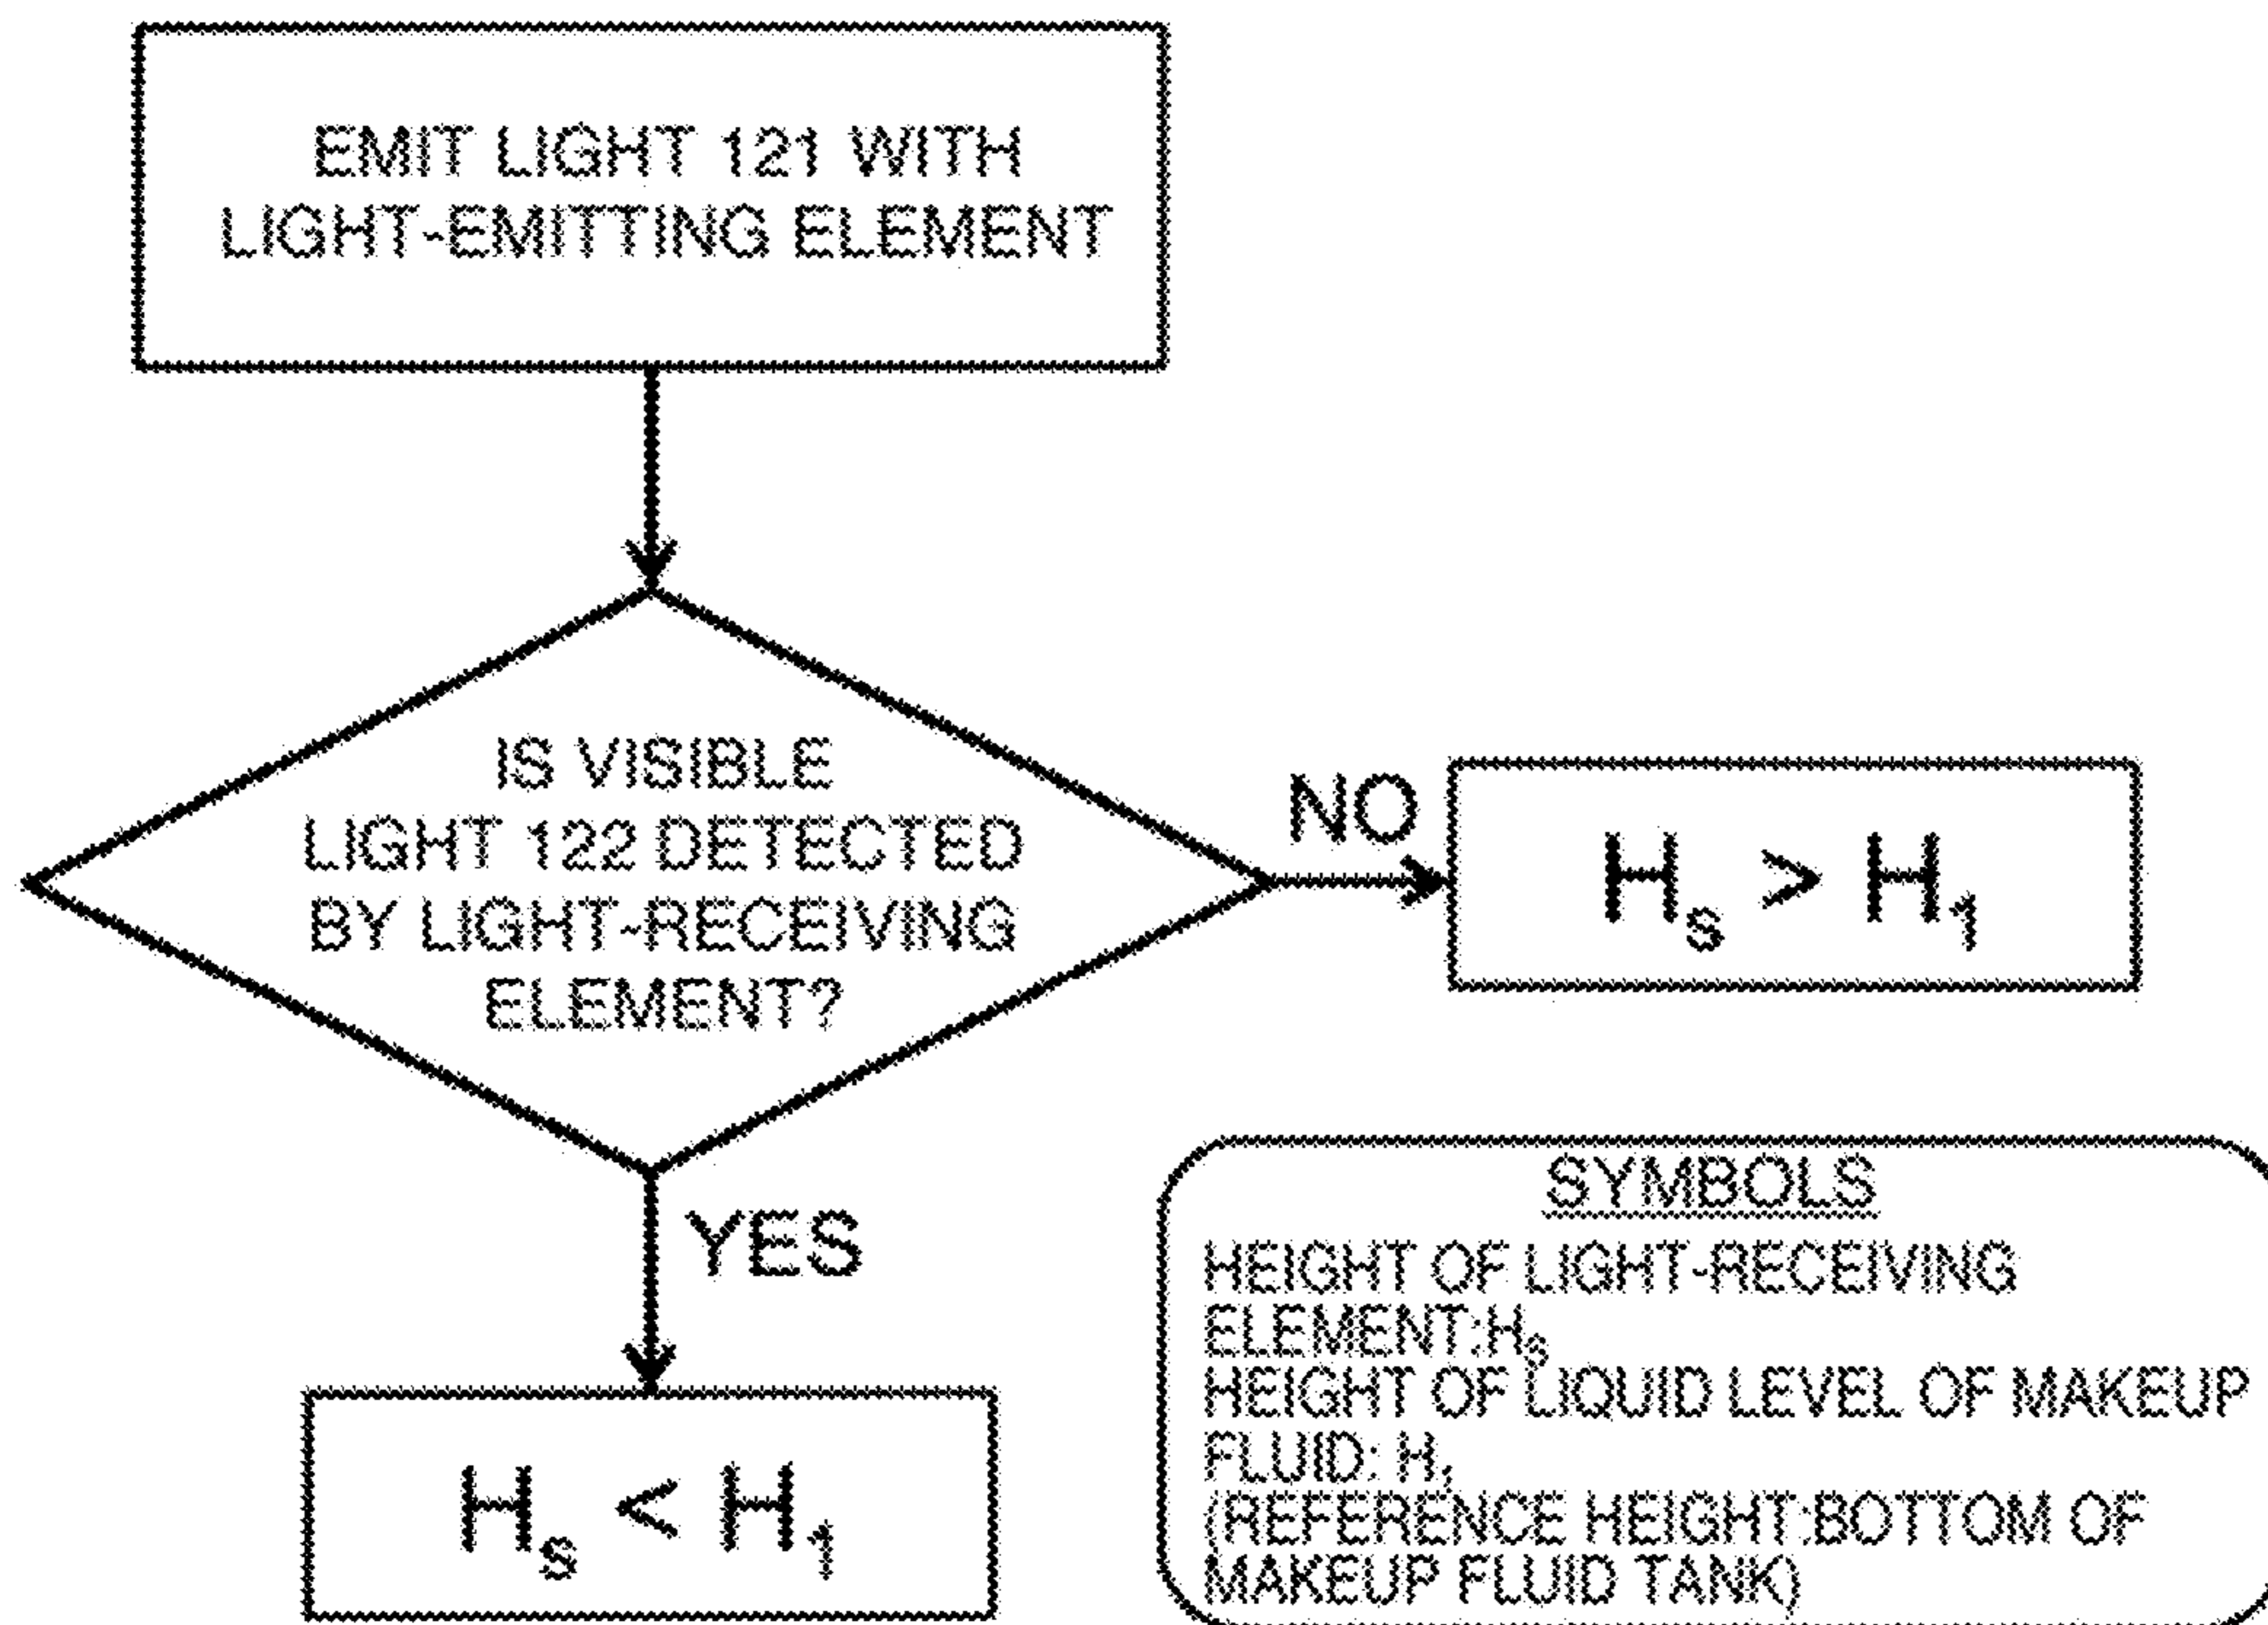 EMIT LIGHT 121 WITH
LIGHT-EMITTING ELEMENT
IS VISIBLE
LIGHT 122 DETECTED
BY LIGHT-RECEIVING
ELEMENT?
NO
Hs > H1
YES
Hs < H1
SYMBOLS
HEIGHT OF LIGHT-RECEIVING
ELEMENT:Hs
HEIGHT OF LIQUID LEVEL OF MAKEUP
FLUID: H1
(REFERENCE HEIGHT:BOTTOM OF
MAKEUP FLUID TANK)